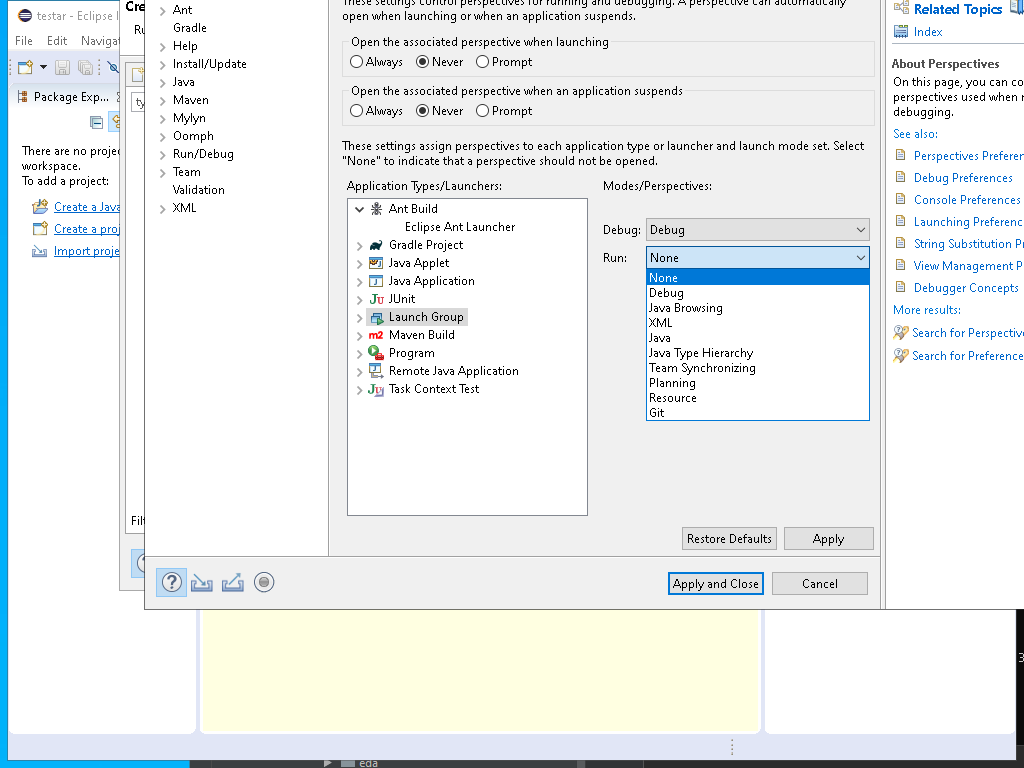 testar - Eclipse I
File Edit Naviga
Package Exp...
There are no proje
workspace.
To add a project:
Create a Java
Create a proj
Import proje
Cre
Ru
ty
Filt
Ant
Gradle
Help
Install/Update
Java
Maven
Mylyn
Oomph
Run/Debug
Team
Validation
XML
These settings control perspectives for running and debugging. A perspective can automatically
open when launching or when an application suspends.
Open the associated perspective when launching
Always Never Prompt
Open the associated perspective when an application suspends
Always Never Prompt
These settings assign perspectives to each application type or launcher and launch mode set. Select
"None" to indicate that a perspective should not be opened.
Application Types/Launchers:
Ant Build
Eclipse Ant Launcher
Gradle Project
Java Applet
Java Application
JUnit
Launch Group
Maven Build
Program
Remote Java Application
Task Context Test
Modes/Perspectives:
Debug: Debug
Run: None
None
Debug
Java Browsing
XML
Java
Java Type Hierarchy
Team Synchronizing
Planning
Resource
Git
Restore Defaults Apply
Apply and Close Cancel
Related Topics
Index
About Perspectives
On this page, you can co
perspectives used when r
debugging.
See also:
Perspectives Preferen
Debug Preferences
Console Preferences
Launching Preferenc
String Substitution Pr
View Management P
Debugger Concepts
More results:
Search for Perspective
Search for Preference
3
eda